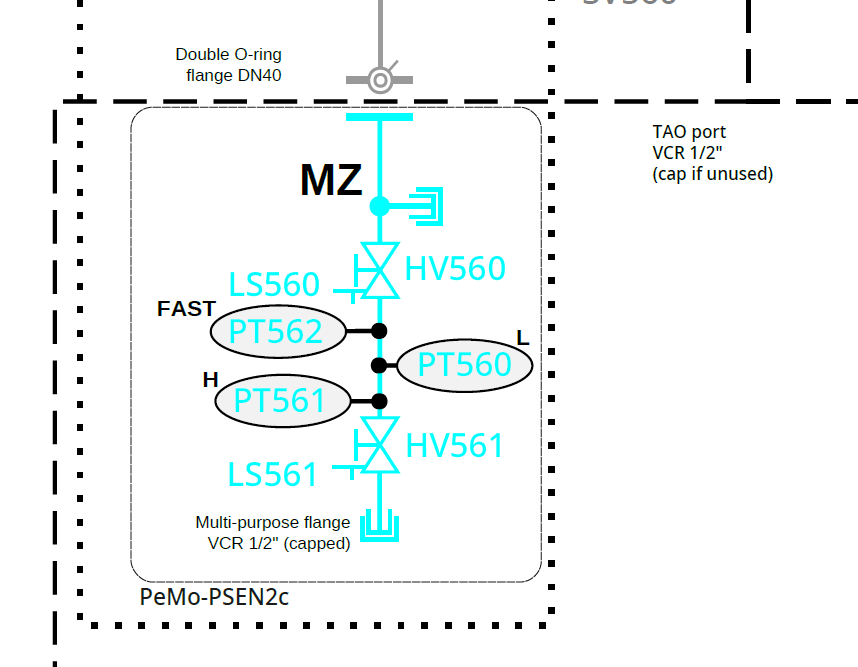 Double O-ring
flange DN40
TAO port
VCR 1/2"
(cap if unused)
MZ
HV560
LS560
FAST
PT562
L
PT560
H
PT561
HV561
LS561
Multi-purpose flange
VCR 1/2" (capped)
PeMo-PSEN2c